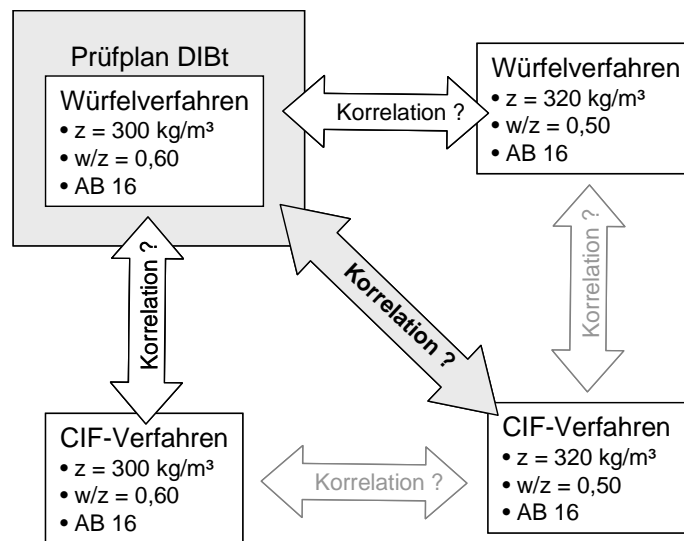 Prüfplan DIBt
Würfelverfahren
• z = 300 kg/m³
• w/z = 0,60
• AB 16
Korrelation ?
Würfelverfahren
• z = 320 kg/m³
• w/z = 0,50
• AB 16
Korrelation ?
Korrelation ?
Korrelation ?
CIF-Verfahren
• z = 300 kg/m³
• w/z = 0,60
• AB 16
Korrelation ?
CIF-Verfahren
• z = 320 kg/m³
• w/z = 0,50
• AB 16